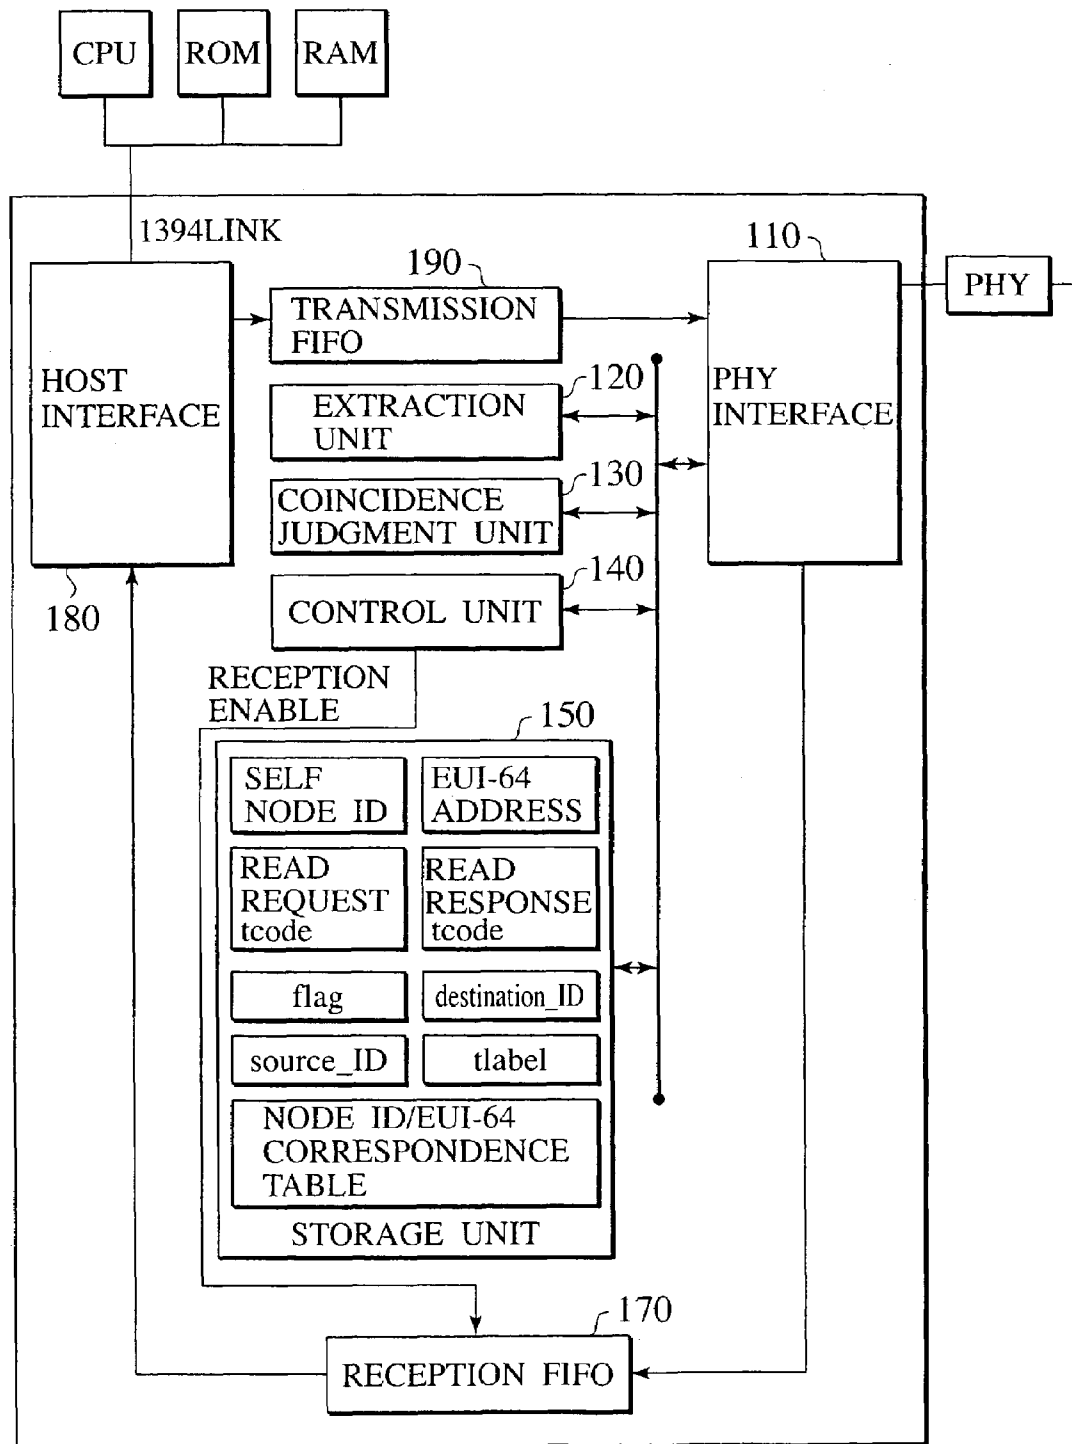 CPU
ROM
RAM
1394LINK
110
190
PHY
TRANSMISSION
FIFO
HOST
INTERFACE
PHY
INTERFACE
120
EXTRACTION
UNIT
130
COINCIDENCE
JUDGMENT UNIT
140
180
CONTROL UNIT
RECEPTION
ENABLE
150
SELF
NODE ID
EUI-64
ADDRESS
READ
REQUEST
tcode
READ
RESPONSE
tcode
flag
destination_ID
source_ID
tlabel
NODE ID/EUI-64
CORRESPONDENCE
TABLE
STORAGE UNIT
170
RECEPTION FIFO